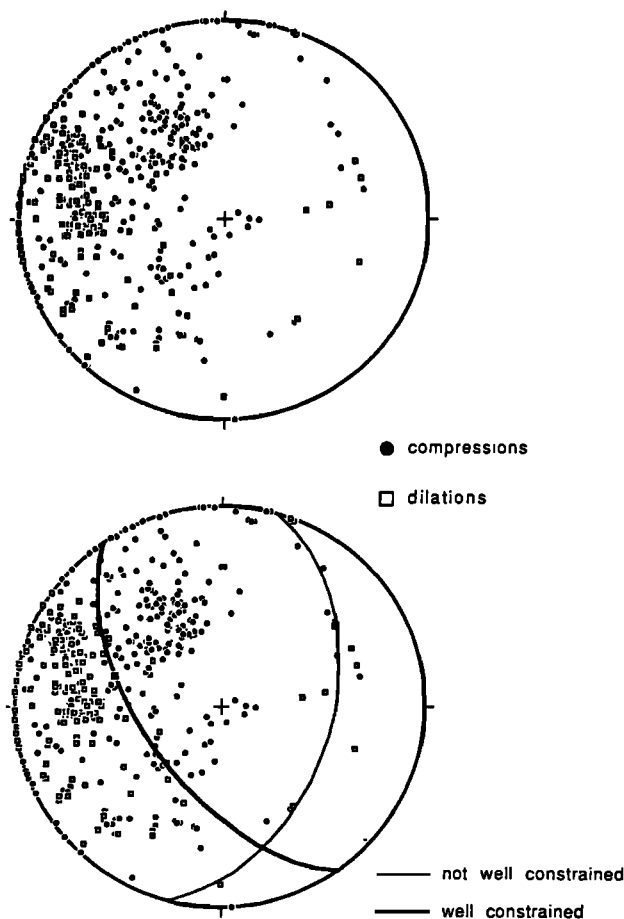 compressions
dilations
not well constrained
well constrained